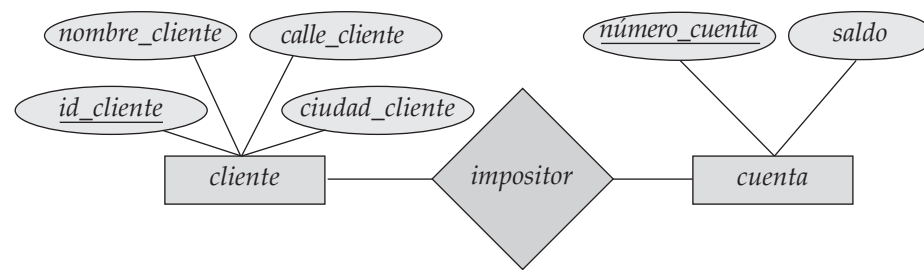 nombre_cliente
calle_cliente
número_cuenta
saldo
id_cliente
ciudad_cliente
cliente
impositor
cuenta